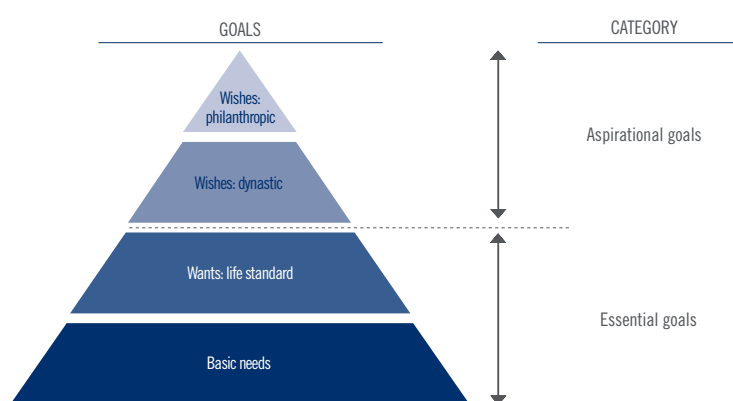 GOALS
CATEGORY
Wishes:
philanthropic
Aspirational goals
Wishes: dynastic
Wants: life standard
Essential goals
Basic needs